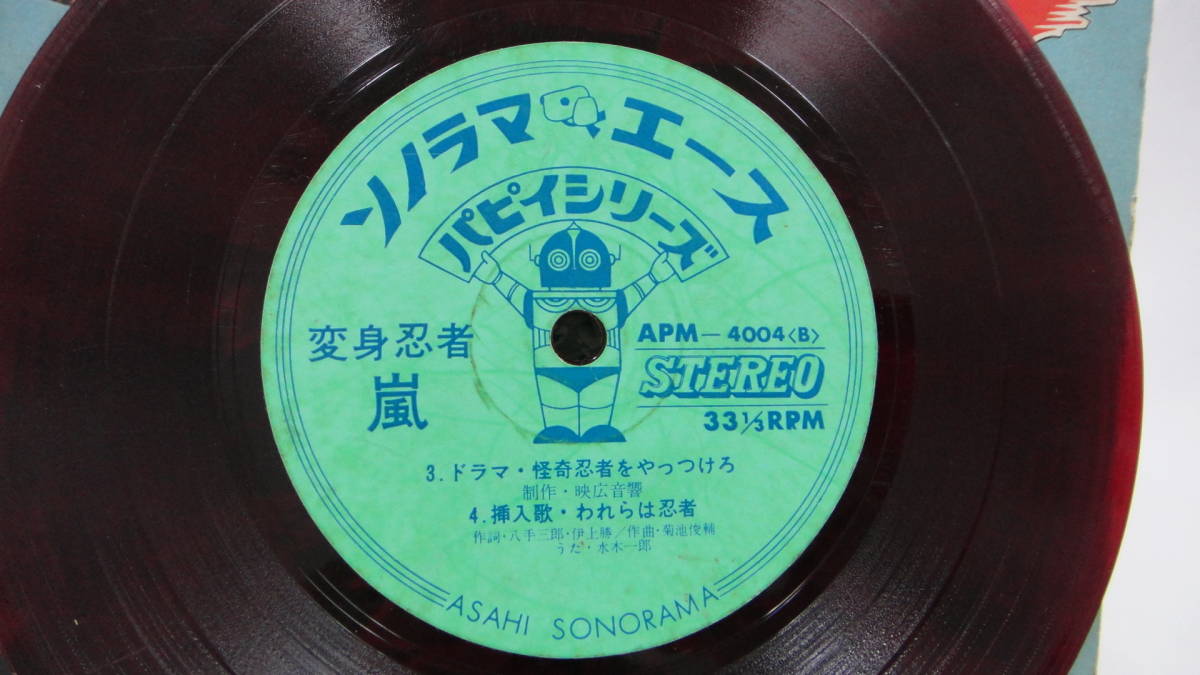 ソノラマエース
パピイシリーズ
変身忍者
嵐
APM－4004〈B〉
STEREO
33⅓RPM
3.ドラマ・怪奇忍者をやっつけろ
制作・映広音響
4.挿入歌・われらは忍者
作詞・八手三郎・伊上勝／作曲・菊池俊輔
うた・水木一郎
ASAHI SONORAMA